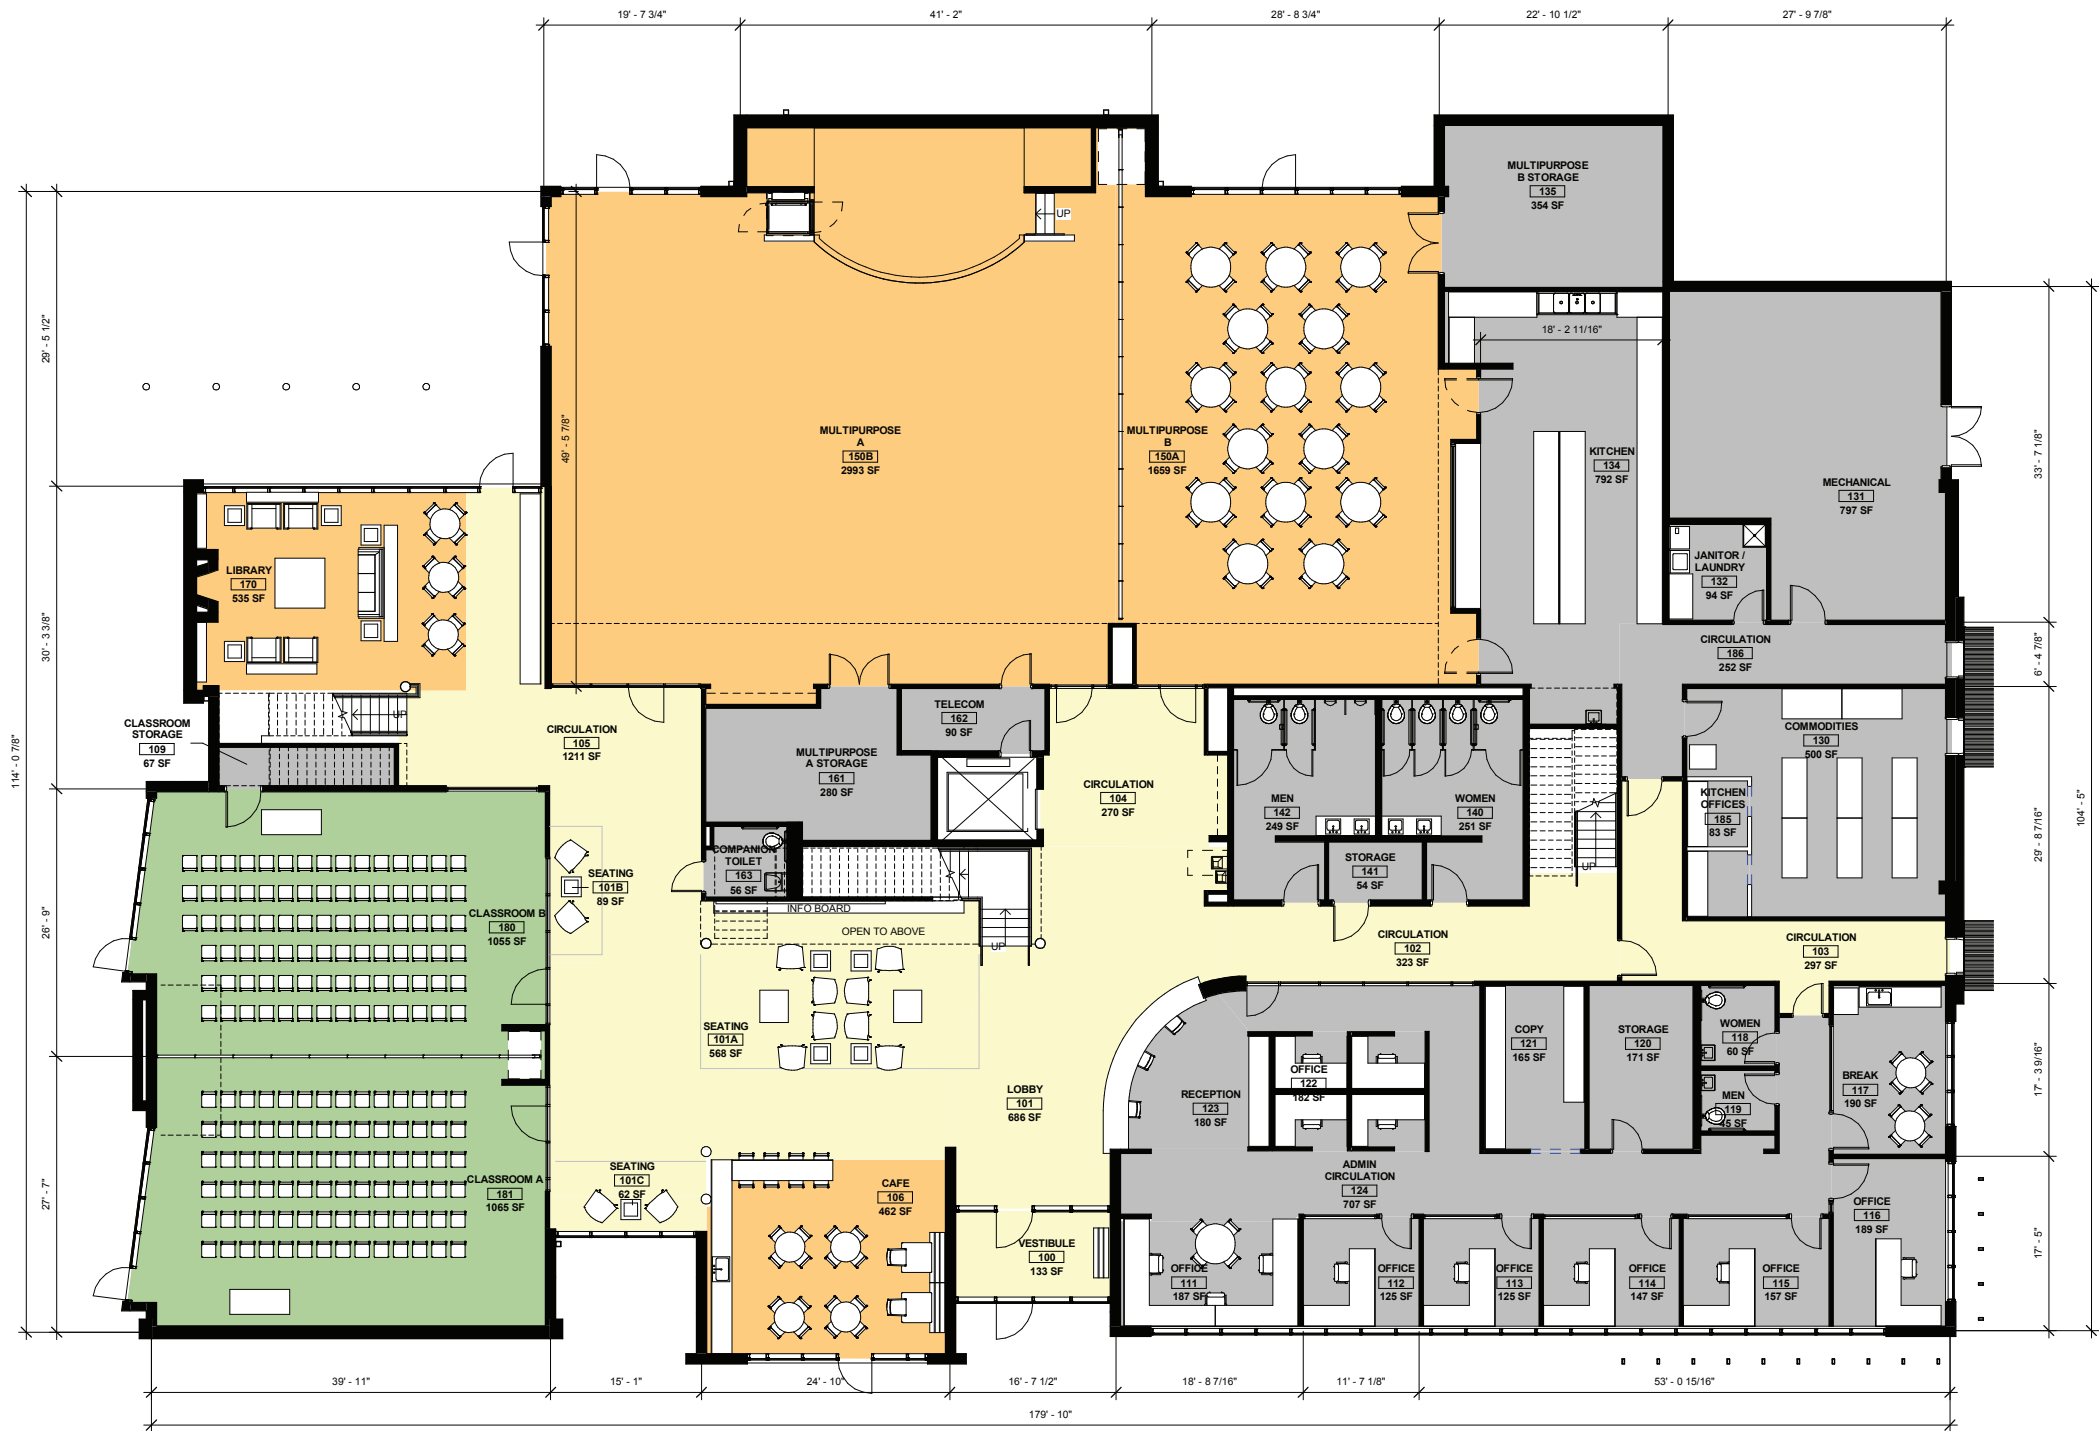 19' - 7 3/4"
41' - 2"
28' - 8 3/4"
22' - 10 1/2"
27' - 9 7/8"
MULTIPURPOSE
B STORAGE
135
354 SF
UP
29' - 5 1/2"
18' - 2 11/16"
49' - 5 7/8"
MULTIPURPOSE
A
150B
2993 SF
MULTIPURPOSE
B
150A
1659 SF
KITCHEN
134
792 SF
MECHANICAL
131
797 SF
33' - 7 1/8"
JANITOR /
LAUNDRY
132
94 SF
LIBRARY
170
535 SF
30' - 3 3/8"
CIRCULATION
186
252 SF
6' - 4 7/8"
UP
CLASSROOM
STORAGE
109
67 SF
CIRCULATION
105
1211 SF
TELECOM
162
90 SF
MULTIPURPOSE
A STORAGE
161
280 SF
CIRCULATION
104
270 SF
MEN
142
249 SF
WOMEN
140
251 SF
COMMODITIES
130
500 SF
KITCHEN
OFFICES
185
83 SF
114' - 0 7/8"
104' - 5"
29' - 8 7/16"
UP
COMPANION
TOILET
163
56 SF
STORAGE
141
54 SF
SEATING
101B
89 SF
INFO BOARD
OPEN TO ABOVE
UP
CLASSROOM B
180
1055 SF
26' - 9"
CIRCULATION
102
323 SF
CIRCULATION
103
297 SF
SEATING
101A
568 SF
COPY
121
165 SF
STORAGE
120
171 SF
WOMEN
118
60 SF
OFFICE
122
182 SF
BREAK
117
190 SF
17' - 3 9/16"
LOBBY
101
686 SF
RECEPTION
123
180 SF
MEN
119
45 SF
SEATING
101C
62 SF
CLASSROOM A
181
1065 SF
27' - 7"
CAFE
106
462 SF
ADMIN
CIRCULATION
124
707 SF
OFFICE
116
189 SF
17' - 5"
VESTIBULE
100
133 SF
OFFICE
111
187 SF
OFFICE
112
125 SF
OFFICE
113
125 SF
OFFICE
114
147 SF
OFFICE
115
157 SF
39' - 11"
15' - 1"
24' - 10"
16' - 7 1/2"
18' - 8 7/16"
11' - 7 1/8"
53' - 0 15/16"
179' - 10"